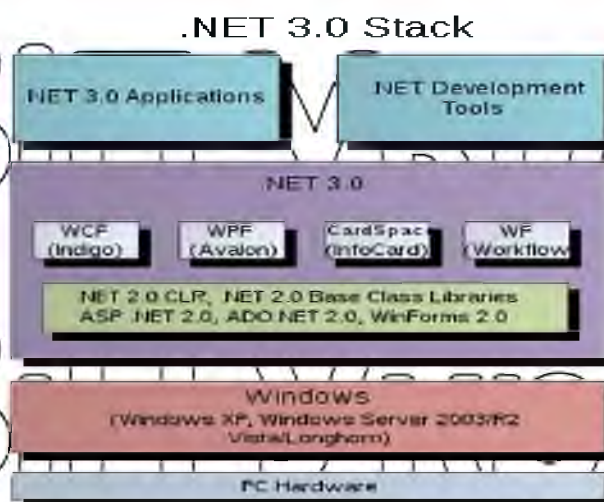 .NET 3.0 Stack
.NET 3.0 Applications
.NET Development
Tools
.NET 3.0
WCF
(Indigo)
WPF
(Avalon)
CardSpac
(InfoCard)
WF
(Workflow
.NET 2.0 CLR, .NET 2.0 Base Class Libraries
ASP .NET 2.0, ADO.NET 2.0, WinForms 2.0
Windows
(Windows XP, Windows Server 2003/R2
Vista/Longhorn)
PC Hardware